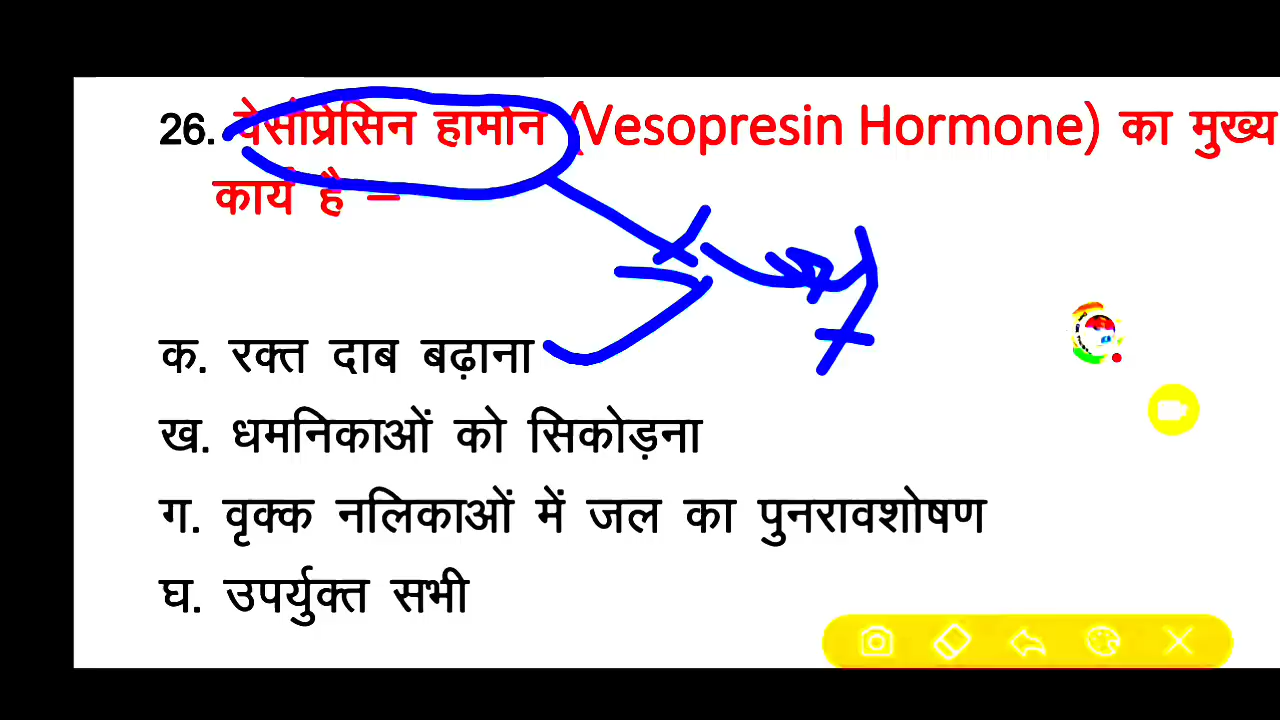 26. वेसोप्रेसिन हार्मोन (Vesopresin Hormone) का मुख्य
कार्य है –
क. रक्त दाब बढ़ाना
ख. धमनिकाओं को सिकोड़ना
ग. वृक्क नलिकाओं में जल का पुनरावशोषण
घ. उपर्युक्त सभी